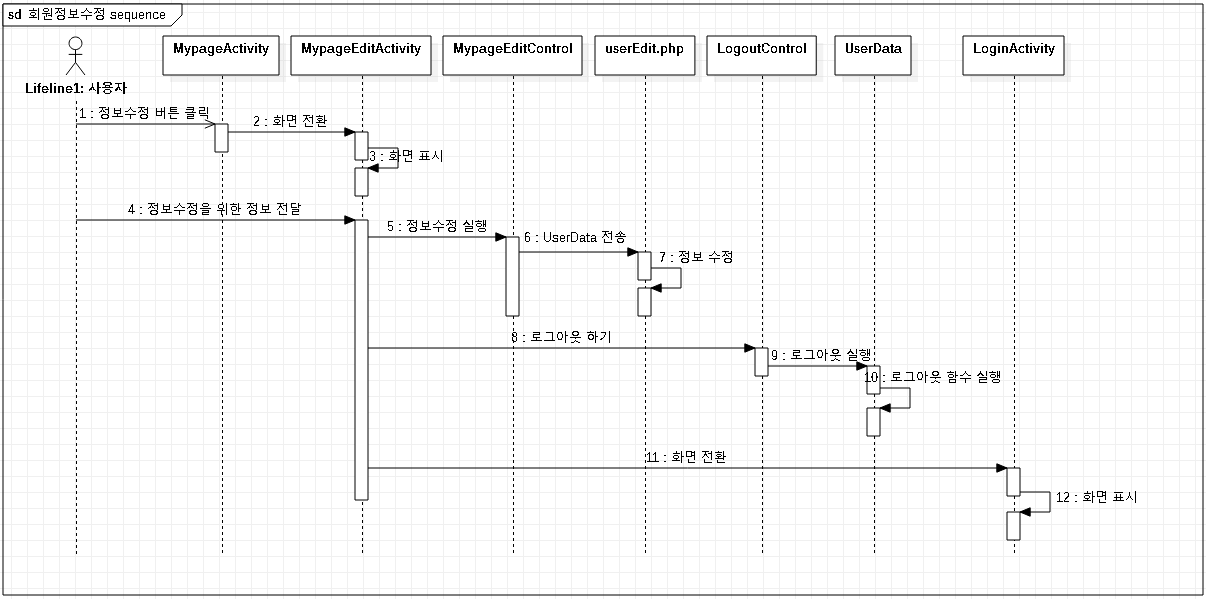 sd 회원정보수정 sequence
MypageActivity
MypageEditActivity
MypageEditControl
userEdit.php
LogoutControl
UserData
LoginActivity
Lifeline1: 사용자
1 : 정보수정 버튼 클릭
2 : 화면 전환
3 : 화면 표시
4 : 정보수정을 위한 정보 전달
5 : 정보수정 실행
6 : UserData 전송
7 : 정보 수정
8 : 로그아웃 하기
9 : 로그아웃 실행
10 : 로그아웃 함수 실행
11 : 화면 전환
12 : 화면 표시